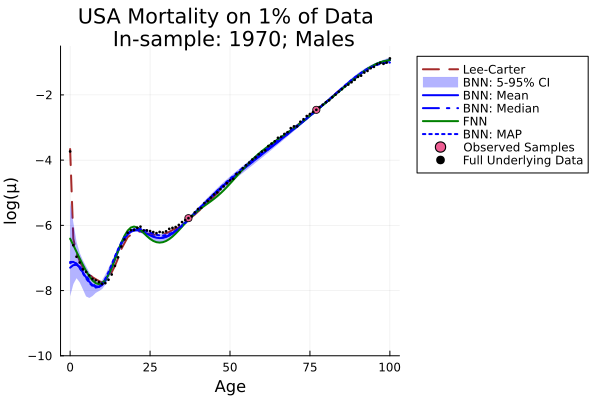 USA Mortality on 1% of Data
In-sample: 1970; Males
log(μ)
−2
−4
−6
−8
−10
0
25
50
75
100
Age
Lee-Carter
BNN: 5-95% CI
BNN: Mean
BNN: Median
FNN
BNN: MAP
Observed Samples
Full Underlying Data